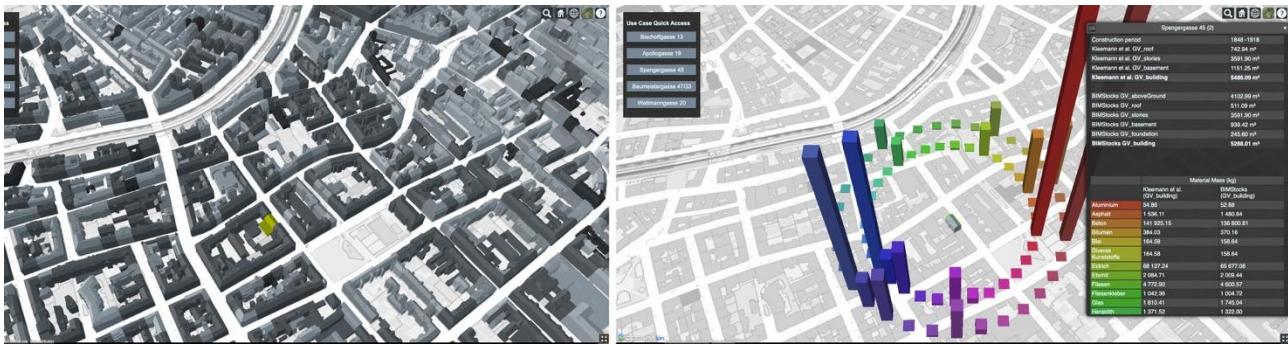 33
Use Case Quick Access
Bischoffgasse 13
Apollogasse 19
Spengergasse 45
Baumeistergasse 47/33
Wattmanngasse 20
Spengergasse 45 (2)
Construction period 1848 -1918
Kleemann et al. GV_roof 742.94 m³
Kleemann et al. GV_stories 3591.90 m³
Kleemann et al. GV_basement 1151.25 m³
Kleemann et al. GV_building 5486.09 m³
BIMStocks GV_aboveGround 4102.99 m³
BIMStocks GV_roof 511.09 m³
BIMStocks GV_stories 3591.90 m³
BIMStocks GV_basement 939.42 m³
BIMStocks GV_foundation 245.60 m³
BIMStocks GV_building 5288.01 m³
Material Mass (kg)
Kleemann et al. (GV_building) BIMStocks (GV_building)
Aluminium 54.86 52.88
Asphalt 1 536.11 1 480.64
Beton 141 925.15 136 800.81
Bitumen 384.03 370.16
Blei 164.58 158.64
Diverse Kunststoffe 164.58 158.64
Estrich 68 137.24 65 677.08
Eternit 2 084.71 2 009.44
Fliesen 4 772.90 4 600.57
Fliesenkleber 1 042.36 1 004.72
Glas 1 810.41 1 745.04
Heraklith 1 371.52 1 322.00